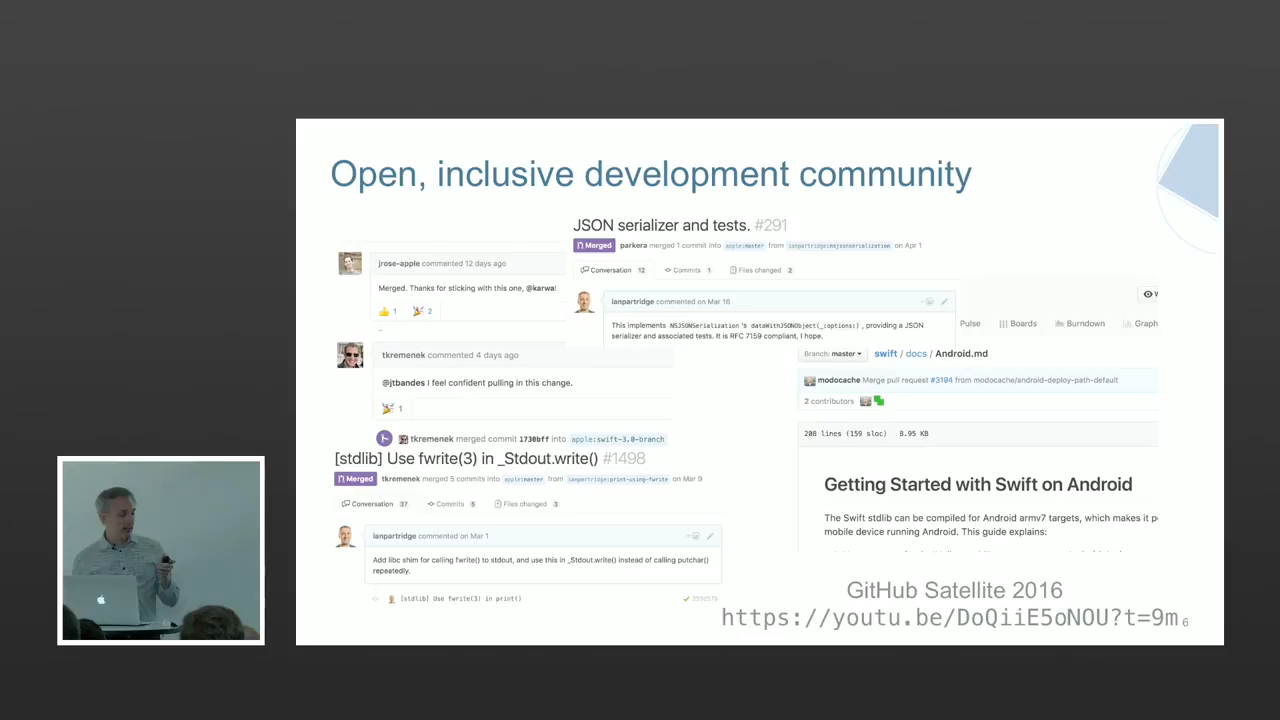 Open, inclusive development community
JSON serializer and tests. #291
Merged parkera merged 1 commit into apple:master from ianpartridge:nsjsonserialization on Apr 1
Conversation 12 Commits 1 Files changed 2
ianpartridge commented on Mar 16
This implements NSJSONSerialization 's dataWithJSONObject(_:options:) , providing a JSON
serializer and associated tests. It is RFC 7159 compliant, I hope.
jrose-apple commented 12 days ago
Merged. Thanks for sticking with this one, @karwa!
1 2
tkremenek commented 4 days ago
@jtbandes I feel confident pulling in this change.
1
tkremenek merged commit 1730bff into apple:swift-3.0-branch
[stdlib] Use fwrite(3) in _Stdout.write() #1498
Merged tkremenek merged 5 commits into apple:master from ianpartridge:print-using-fwrite on Mar 9
Conversation 37 Commits 5 Files changed 3
ianpartridge commented on Mar 1
Add libc shim for calling fwrite() to stdout, and use this in _Stdout.write() instead of calling putchar()
repeatedly.
[stdlib] Use fwrite(3) in print() 259d57b
Pulse Boards Burndown Graph
Branch: master swift / docs / Android.md
modocache Merge pull request #3194 from modocache/android-deploy-path-default
2 contributors
208 lines (159 sloc) 8.95 KB
Getting Started with Swift on Android
The Swift stdlib can be compiled for Android armv7 targets, which makes it p
mobile device running Android. This guide explains:
GitHub Satellite 2016
https://youtu.be/DoQiiE5oNOU?t=9m
6